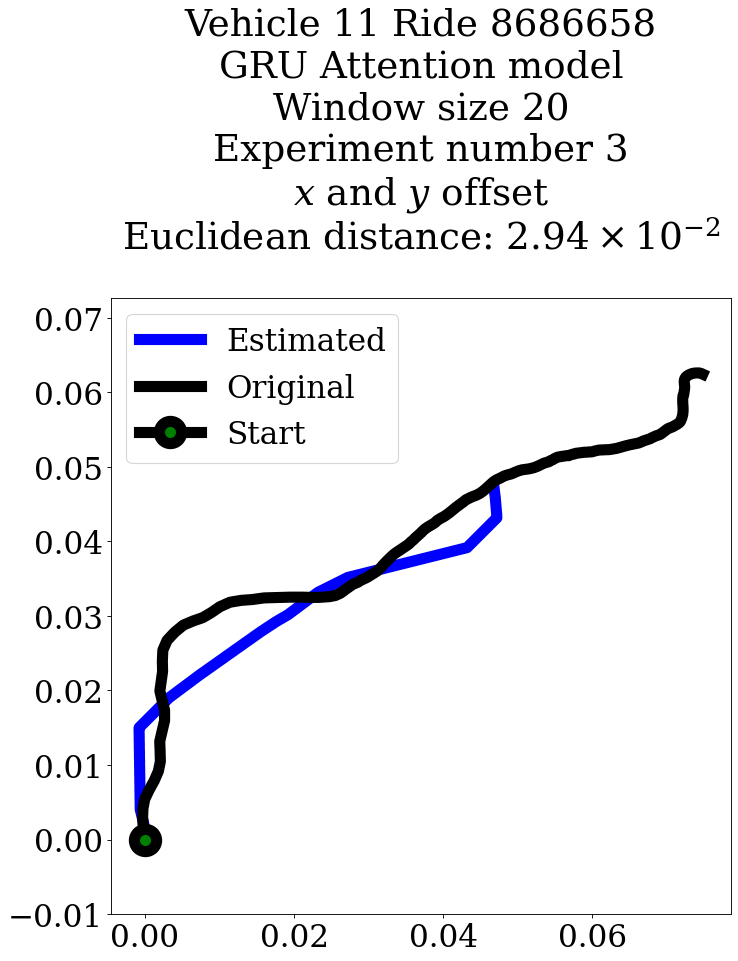 Vehicle 11 Ride 8686658
GRU Attention model
Window size 20
Experiment number 3
x and y offset
Euclidean distance: 2.94 × 10⁻²
Estimated
Original
Start
0.07
0.06
0.05
0.04
0.03
0.02
0.01
0.00
−0.01
0.00 0.02 0.04 0.06